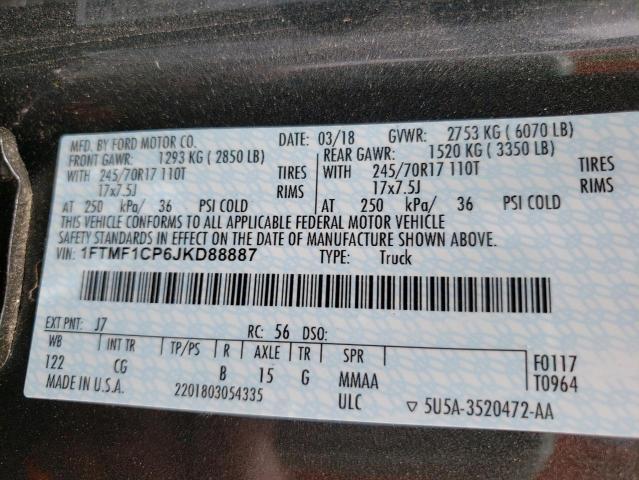 MFD. BY FORD MOTOR CO. DATE: 03/18 GVWR: 2753 KG ( 6070 LB)
FRONT GAWR: 1293 KG ( 2850 LB) REAR GAWR: 1520 KG ( 3350 LB)
WITH 245/70R17 110T TIRES WITH 245/70R17 110T TIRES
17x7.5J RIMS 17x7.5J RIMS
AT 250 kPa/ 36 PSI COLD AT 250 kPa/ 36 PSI COLD
THIS VEHICLE CONFORMS TO ALL APPLICABLE FEDERAL MOTOR VEHICLE
SAFETY STANDARDS IN EFFECT ON THE DATE OF MANUFACTURE SHOWN ABOVE.
VIN: 1FTMF1CP6JKD88887 TYPE: Truck
EXT PNT: J7 RC: 56 DSO:
WB INT TR TP/PS R AXLE TR SPR
122 CG B 15 G MMAA F0117
MADE IN U.S.A. 2201803054335 ULC T0964
▽ 5U5A-3520472-AA